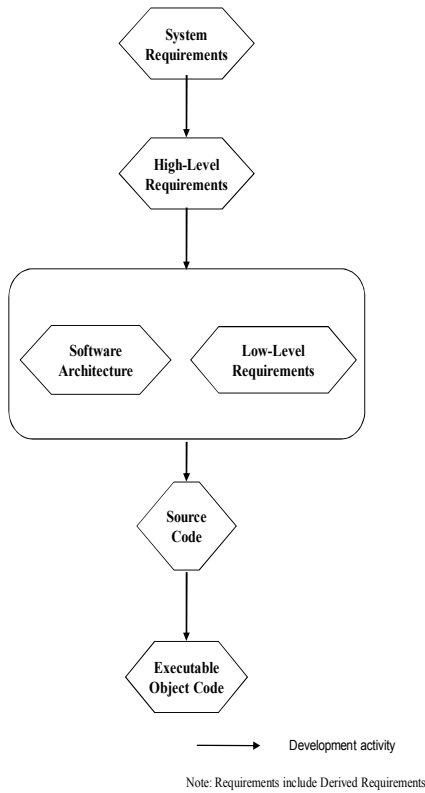 System
Requirements
High-Level
Requirements
Software
Architecture
Low-Level
Requirements
Source
Code
Executable
Object Code
Development activity
Note: Requirements include Derived Requirements